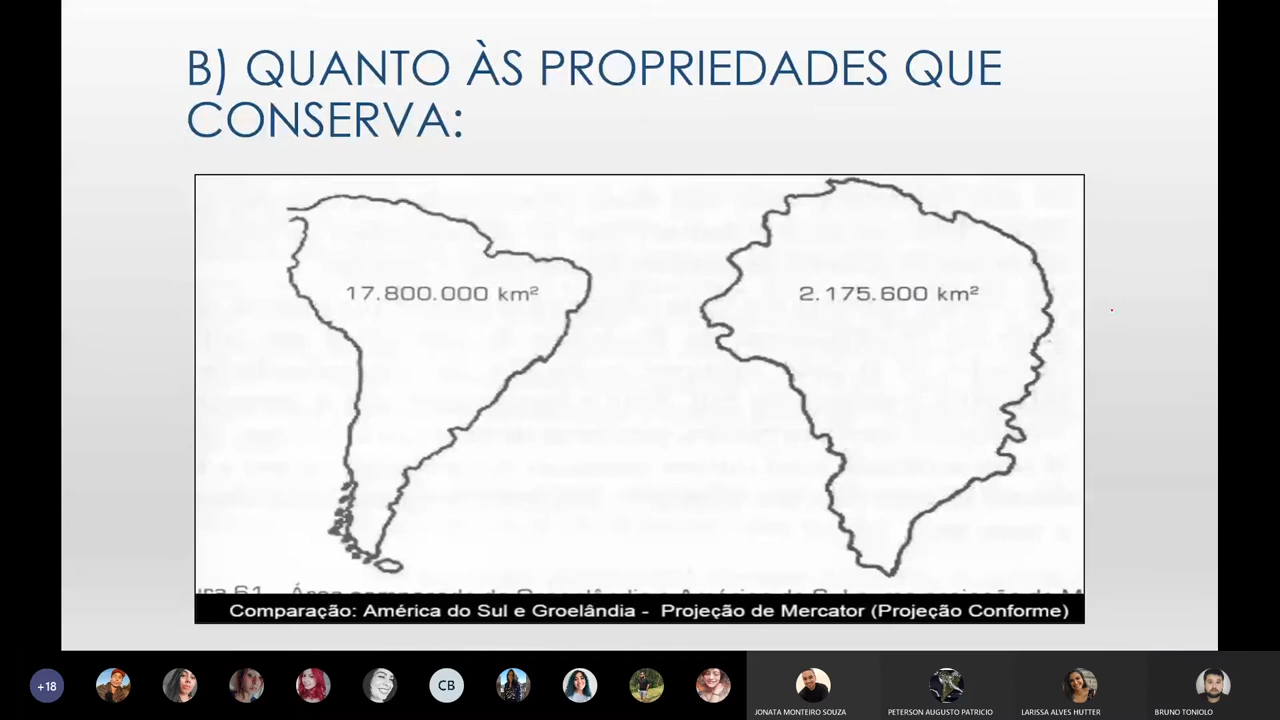 B) QUANTO ÀS PROPRIEDADES QUE
CONSERVA:
17.800.000 km²
2.175.600 km²
Comparação: América do Sul e Groelândia - Projeção de Mercator (Projeção Conforme)
+18
CB
JONATA MONTEIRO SOUZA
PETERSON AUGUSTO PATRICIO
LARISSA ALVES HUTTER
BRUNO TONIOLO